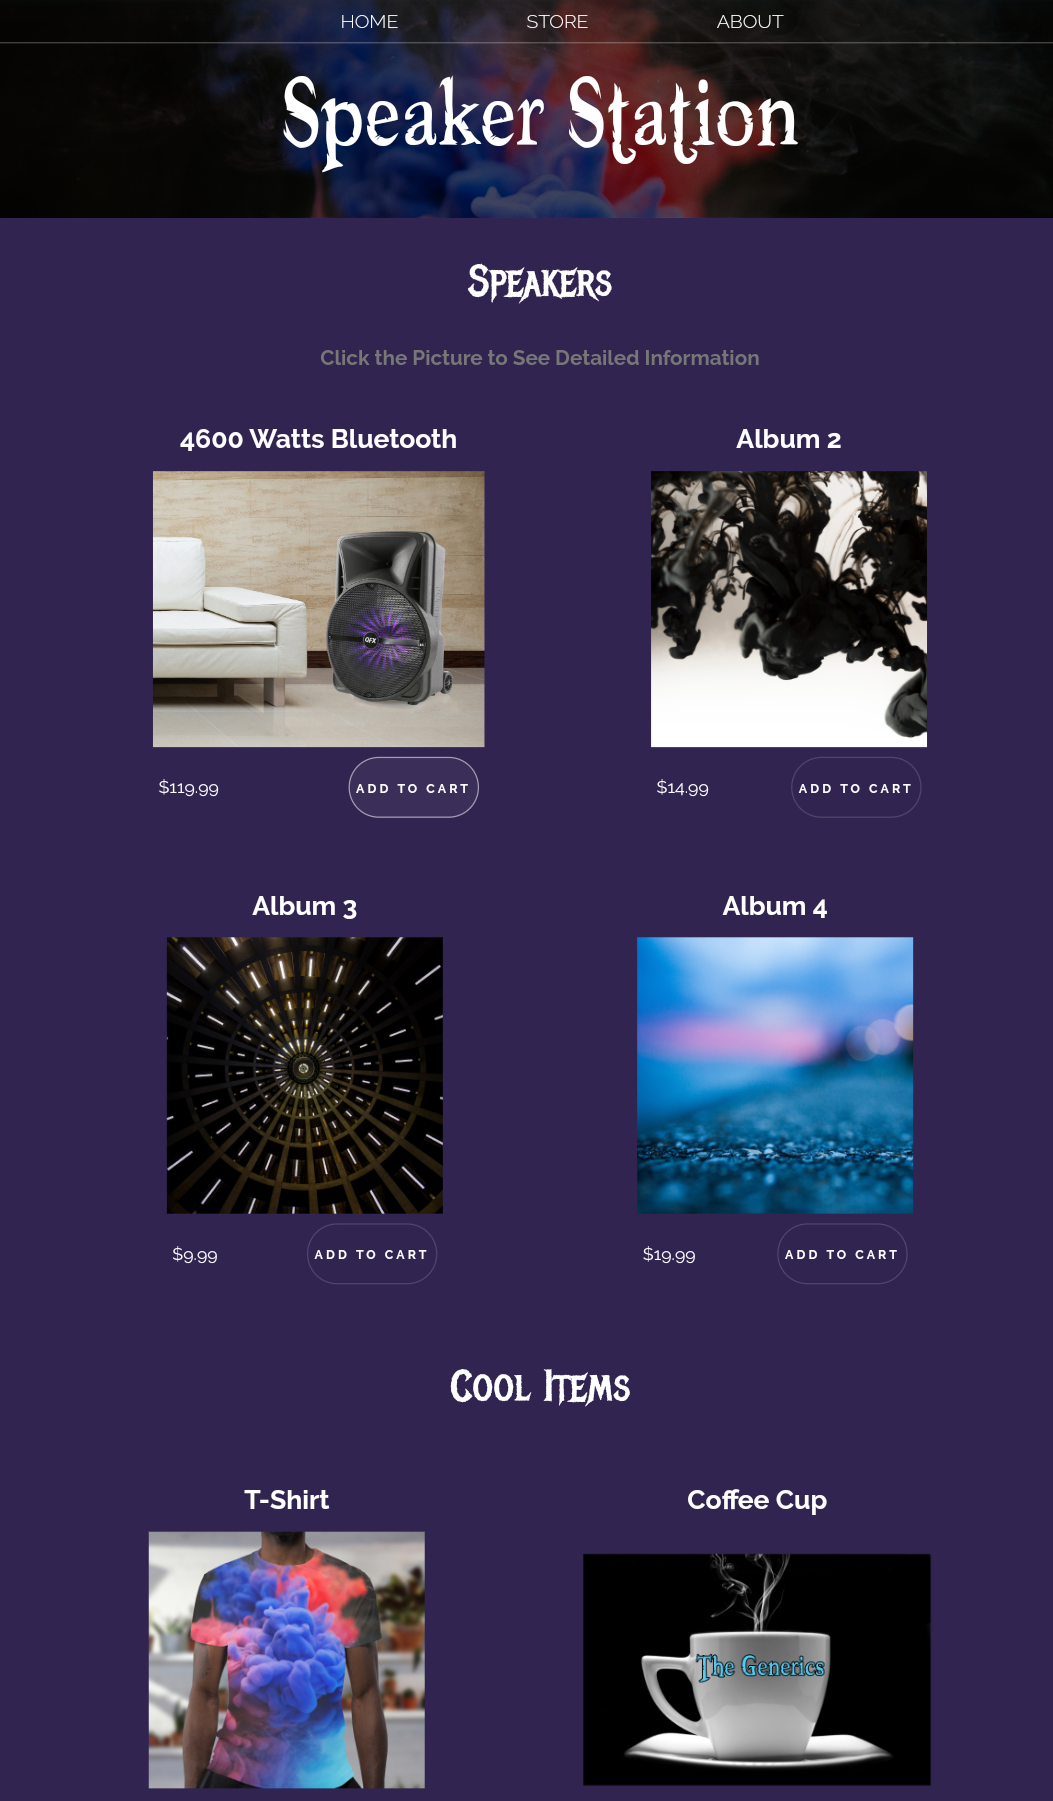 HOME STORE ABOUT
Speaker Station
Speakers
Click the Picture to See Detailed Information
4600 Watts Bluetooth
Album 2
QFX
$119.99 ADD TO CART
$14.99 ADD TO CART
Album 3
Album 4
$9.99 ADD TO CART
$19.99 ADD TO CART
Cool Items
T-Shirt
Coffee Cup
The Generics